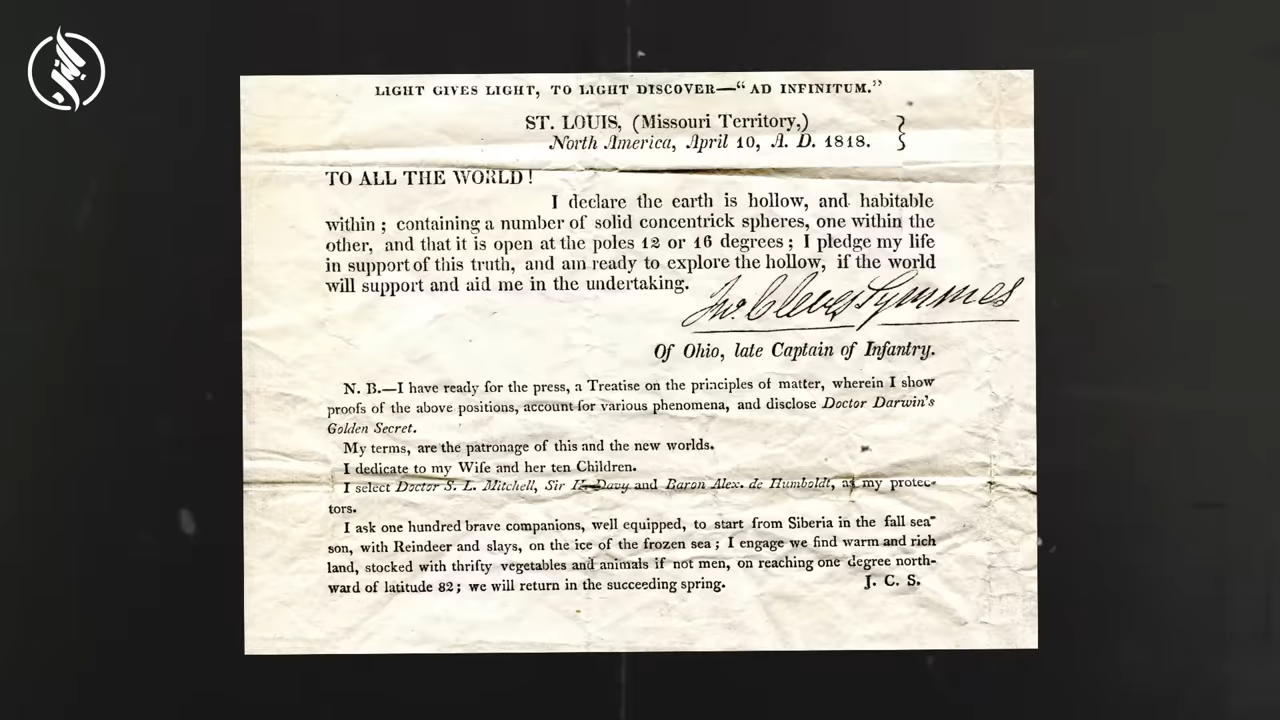 LIGHT GIVES LIGHT, TO LIGHT DISCOVER—“AD INFINITUM.”
ST. LOUIS, (Missouri Territory,)
North America, April 10, A. D. 1818.
TO ALL THE WORLD!
I declare the earth is hollow, and habitable
within; containing a number of solid concentrick spheres, one within the
other, and that it is open at the poles 12 or 16 degrees; I pledge my life
in support of this truth, and am ready to explore the hollow, if the world
will support and aid me in the undertaking.
Jno. Cleves Symmes
Of Ohio, late Captain of Infantry.
N. B.—I have ready for the press, a Treatise on the principles of matter, wherein I show
proofs of the above positions, account for various phenomena, and disclose Doctor Darwin's
Golden Secret.
My terms, are the patronage of this and the new worlds.
I dedicate to my Wife and her ten Children.
I select Doctor S. L. Mitchell, Sir H. Davy and Baron Alex. de Humboldt, as my protec-
tors.
I ask one hundred brave companions, well equipped, to start from Siberia in the fall sea-
son, with Reindeer and slays, on the ice of the frozen sea; I engage we find warm and rich
land, stocked with thrifty vegetables and animals if not men, on reaching one degree north-
ward of latitude 82; we will return in the succeeding spring.
J. C. S.